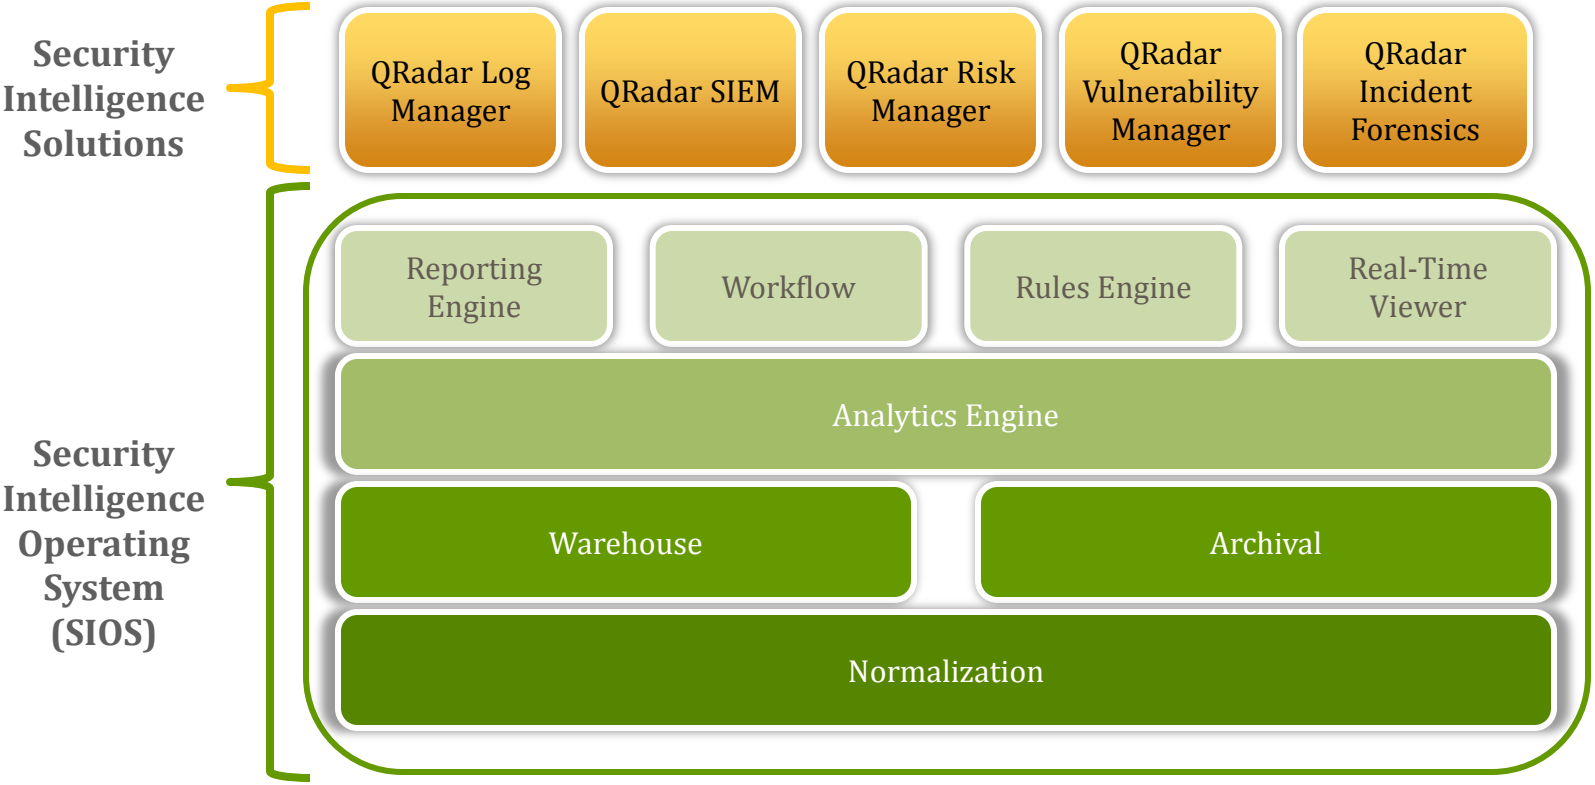 Security
Intelligence
Solutions
QRadar Log
Manager
QRadar SIEM
QRadar Risk
Manager
QRadar
Vulnerability
Manager
QRadar
Incident
Forensics
Security
Intelligence
Operating
System
(SIOS)
Reporting
Engine
Workflow
Rules Engine
Real-Time
Viewer
Analytics Engine
Warehouse
Archival
Normalization